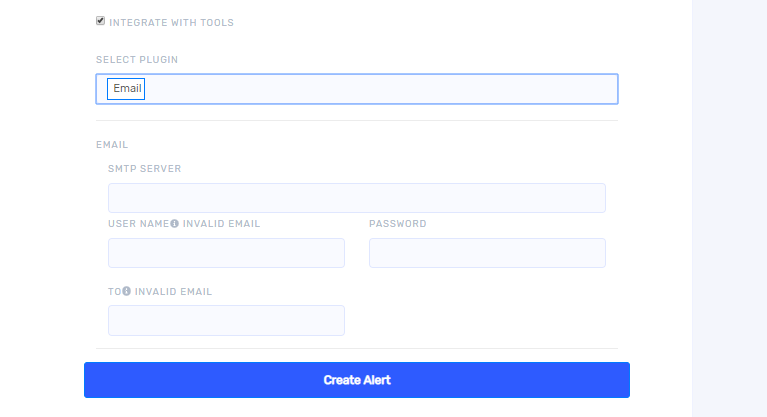 INTEGRATE WITH TOOLS
SELECT PLUGIN
Email
EMAIL
SMTP SERVER
USER NAME INVALID EMAIL PASSWORD
TO INVALID EMAIL
Create Alert